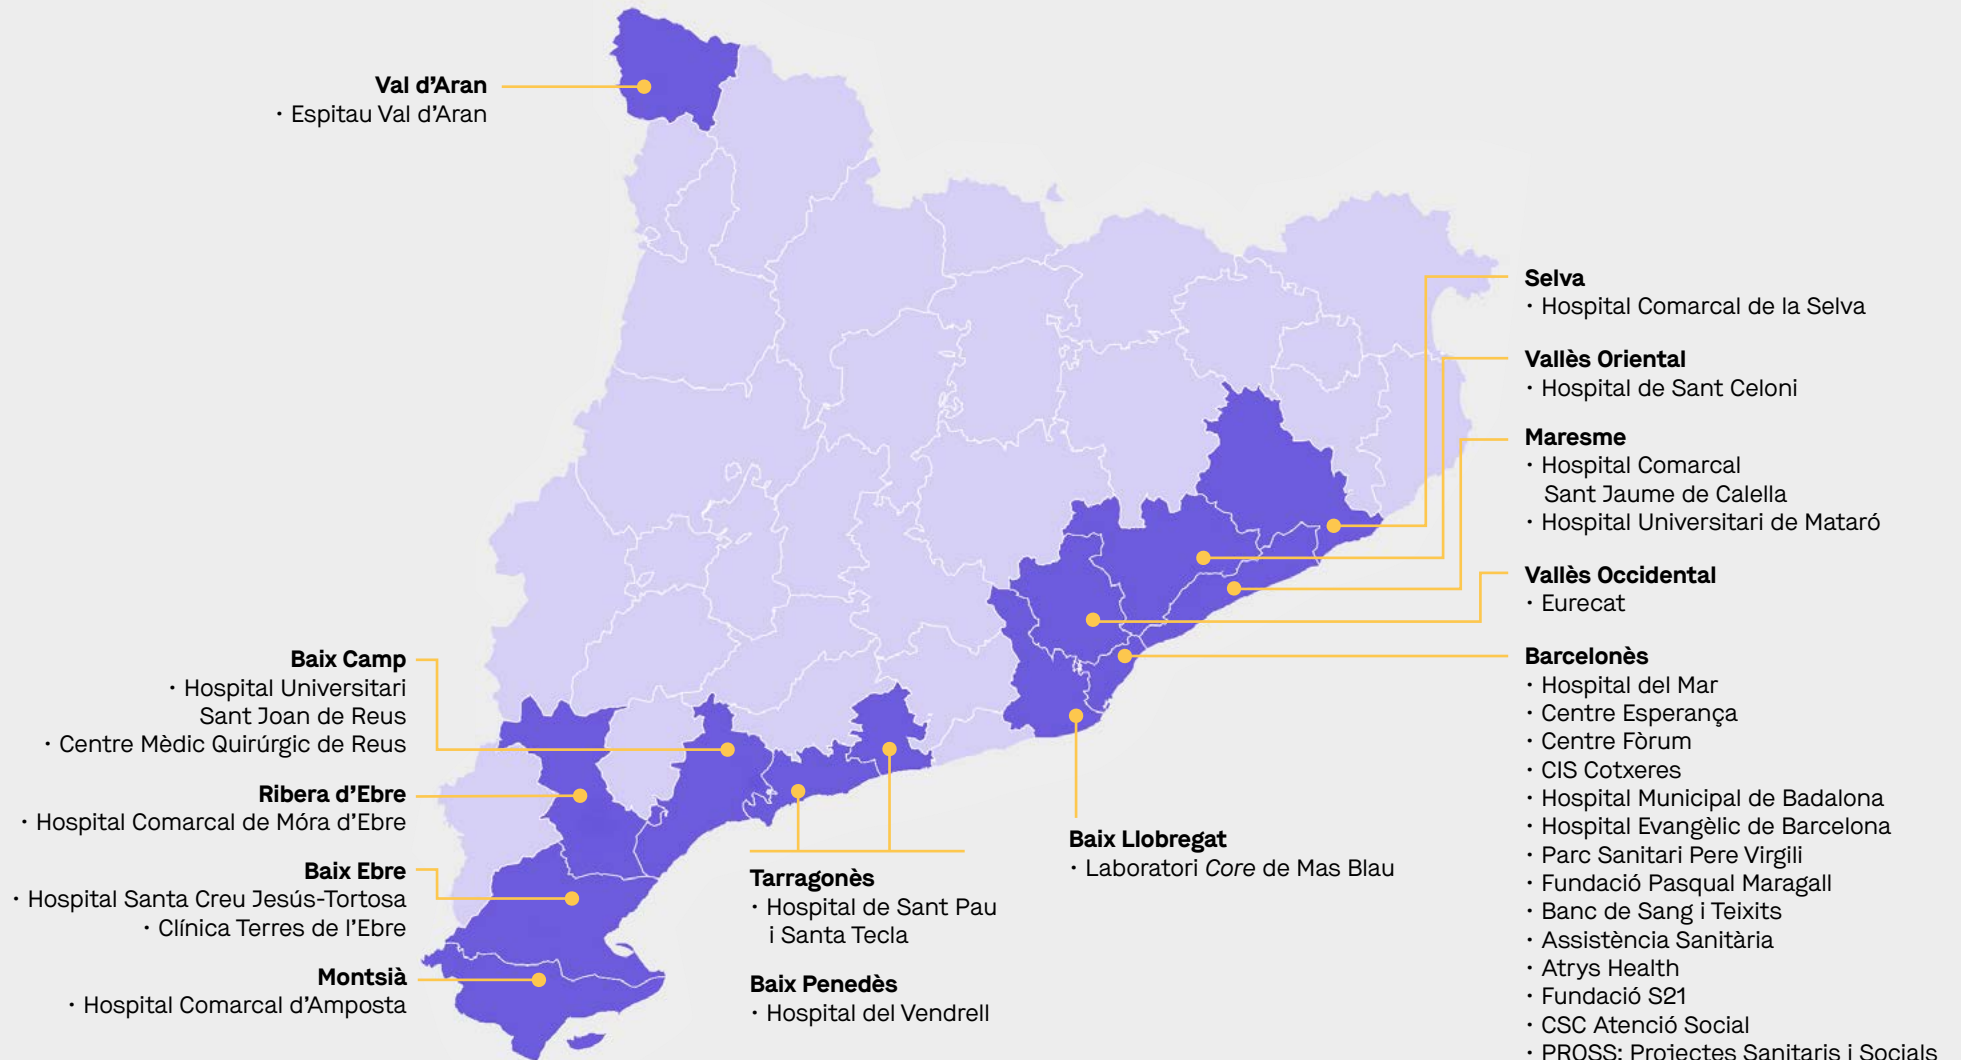 Val d’Aran
· Espitau Val d’Aran
Baix Camp
· Hospital Universitari
Sant Joan de Reus
· Centre Mèdic Quirúrgic de Reus
Ribera d’Ebre
· Hospital Comarcal de Móra d’Ebre
Baix Ebre
· Hospital Santa Creu Jesús-Tortosa
· Clínica Terres de l’Ebre
Montsià
· Hospital Comarcal d’Amposta
Tarragonès
· Hospital de Sant Pau
i Santa Tecla
Baix Penedès
· Hospital del Vendrell
Baix Llobregat
· Laboratori Core de Mas Blau
Selva
· Hospital Comarcal de la Selva
Vallès Oriental
· Hospital de Sant Celoni
Maresme
· Hospital Comarcal
Sant Jaume de Calella
· Hospital Universitari de Mataró
Vallès Occidental
· Eurecat
Barcelonès
· Hospital del Mar
· Centre Esperança
· Centre Fòrum
· CIS Cotxeres
· Hospital Municipal de Badalona
· Hospital Evangèlic de Barcelona
· Parc Sanitari Pere Virgili
· Fundació Pasqual Maragall
· Banc de Sang i Teixits
· Assistència Sanitària
· Atrys Health
· Fundació S21
· CSC Atenció Social
· PROSS: Projectes Sanitaris i Socials